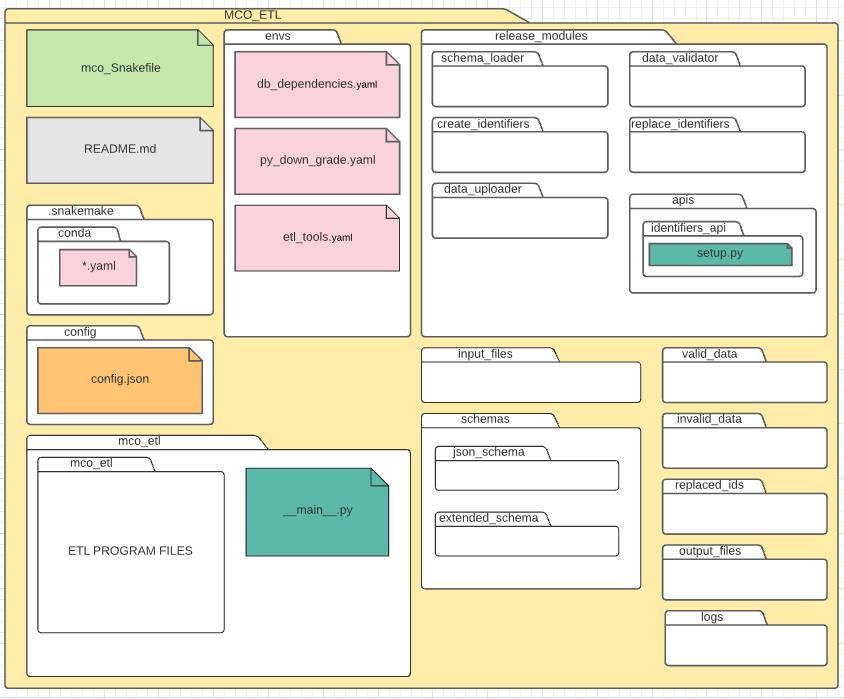 MCO_ETL
mco_Snakefile
README.md
.snakemake
conda
*.yaml
config
config.json
envs
db_dependencies.yaml
py_down_grade.yaml
etl_tools.yaml
release_modules
schema_loader
data_validator
create_identifiers
replace_identifiers
data_uploader
apis
identifiers_api
setup.py
mco_etl
mco_etl
ETL PROGRAM FILES
__main__.py
input_files
schemas
json_schema
extended_schema
valid_data
invalid_data
replaced_ids
output_files
logs